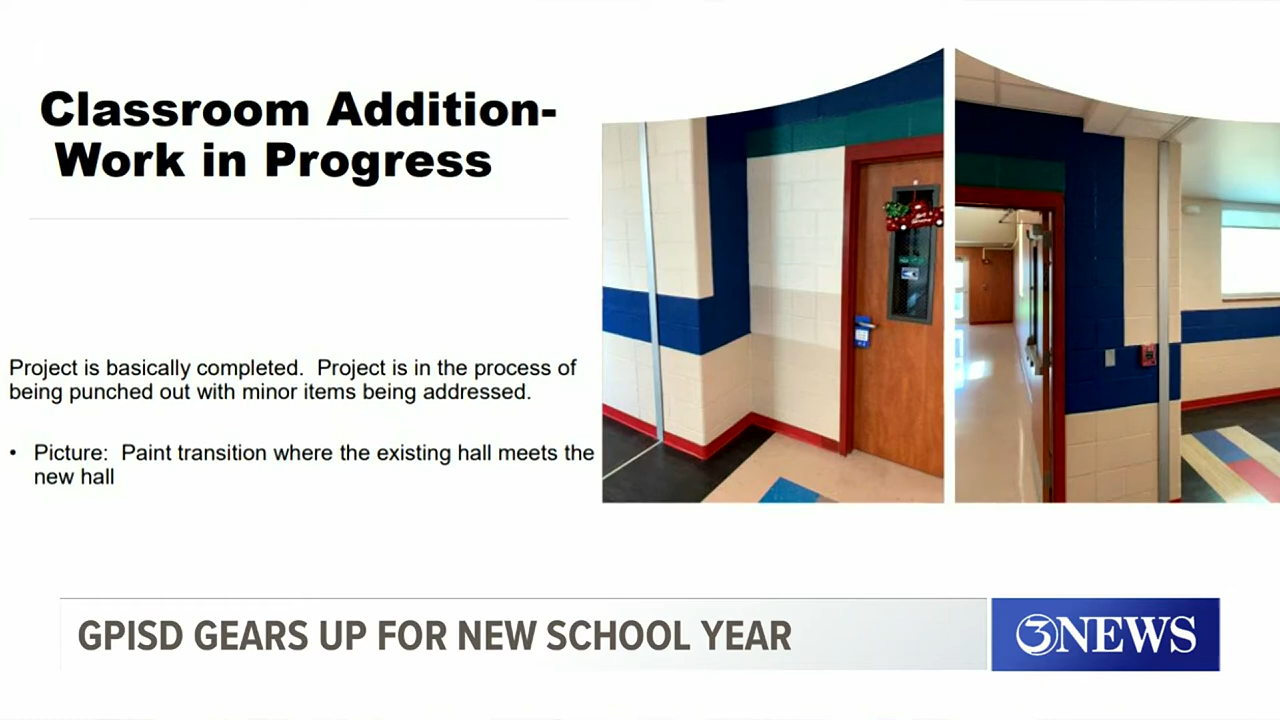 Classroom Addition-
Work in Progress
Project is basically completed.  Project is in the process of
being punched out with minor items being addressed.
• Picture:  Paint transition where the existing hall meets the
new hall
GPISD GEARS UP FOR NEW SCHOOL YEAR
3NEWS